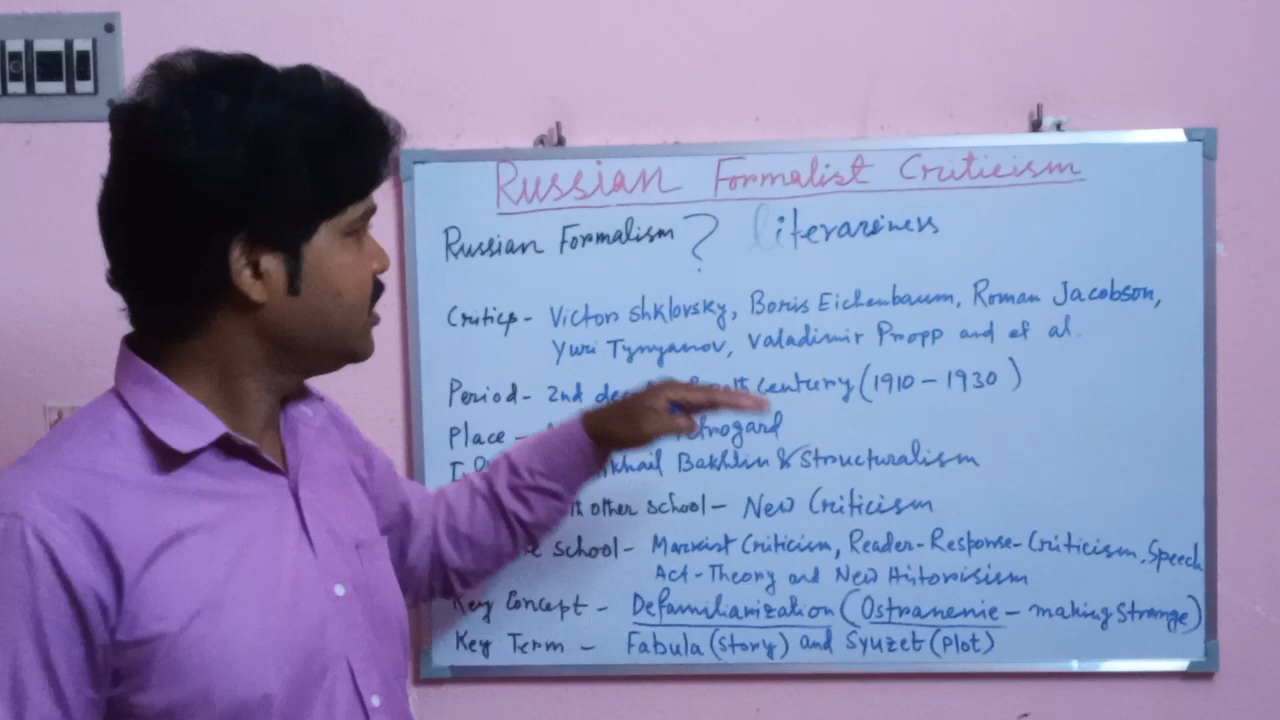 Russian Formalist Criticism
Russian Formalism ? literariness
Critics - Victor Shklovsky, Boris Eichenbaum, Roman Jacobson,
Yuri Tynyanov, Valadimir Propp and et al.
Period - 2nd century (1910 - 1930)
Place -
Bakhtin & Structuralism
other school - New Criticism
school - Marxist Criticism, Reader-Response-Criticism, Speech
Act-Theory and New Historisism
Key Concept - Defamiliarization (Ostranenie - making strange)
Key Term - Fabula (story) and Syuzet (plot)